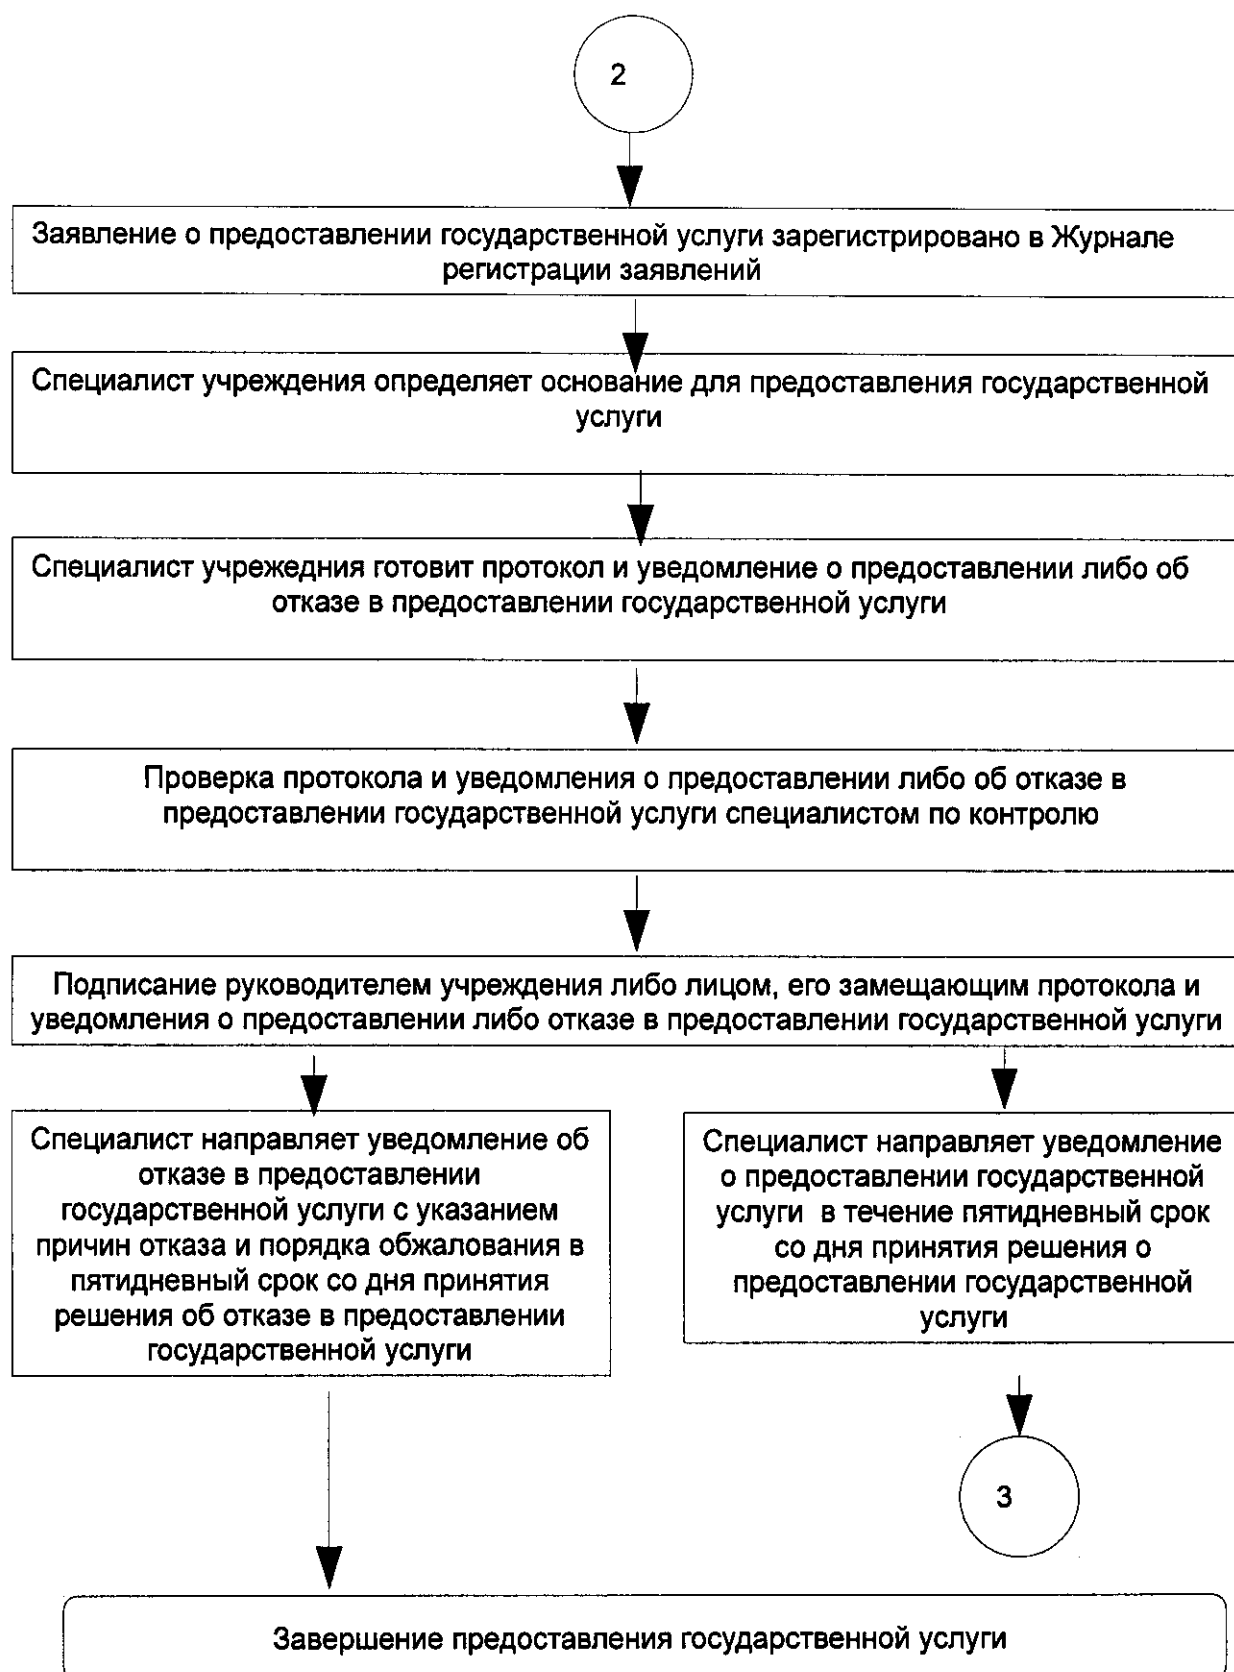 2
Заявление о предоставлении государственной услуги зарегистрировано в Журнале
регистрации заявлений
Специалист учреждения определяет основание для предоставления государственной
услуги
Специалист учрежедния готовит протокол и уведомление о предоставлении либо об
отказе в предоставлении государственной услуги
Проверка протокола и уведомления о предоставлении либо об отказе в
предоставлении государственной услуги специалистом по контролю
Подписание руководителем учреждения либо лицом, его замещающим протокола и
уведомления о предоставлении либо отказе в предоставлении государственной услуги
Специалист направляет уведомление об
отказе в предоставлении
государственной услуги с указанием
причин отказа и порядка обжалования в
пятидневный срок со дня принятия
решения об отказе в предоставлении
государственной услуги
Специалист направляет уведомление
о предоставлении государственной
услуги в течение пятидневный срок
со дня принятия решения о
предоставлении государственной
услуги
3
Завершение предоставления государственной услуги